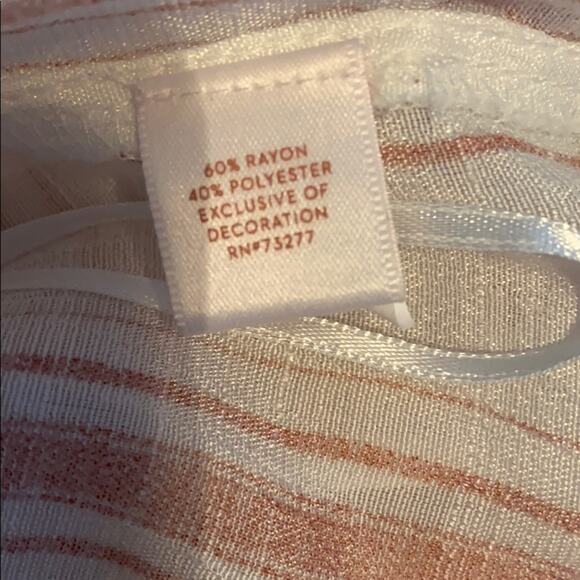 60% RAYON
40% POLYESTER
EXCLUSIVE OF
DECORATION
RN#73277